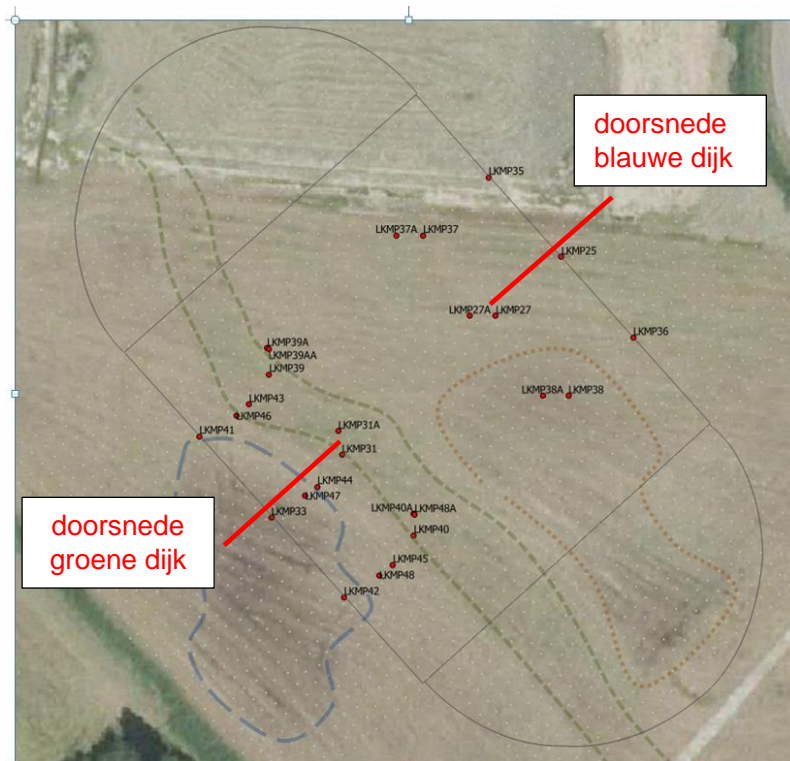 doorsnede
blauwe dijk
LKMP35
LKMP37A
LKMP37
LKMP25
LKMP27A
LKMP27
LKMP36
LKMP39A
LKMP39AA
LKMP39
LKMP38A
LKMP38
LKMP43
LKMP46
LKMP41
LKMP31A
LKMP31
LKMP44
LKMP47
LKMP33
LKMP40A
LKMP48A
LKMP40
LKMP45
LKMP48
LKMP42
doorsnede
groene dijk